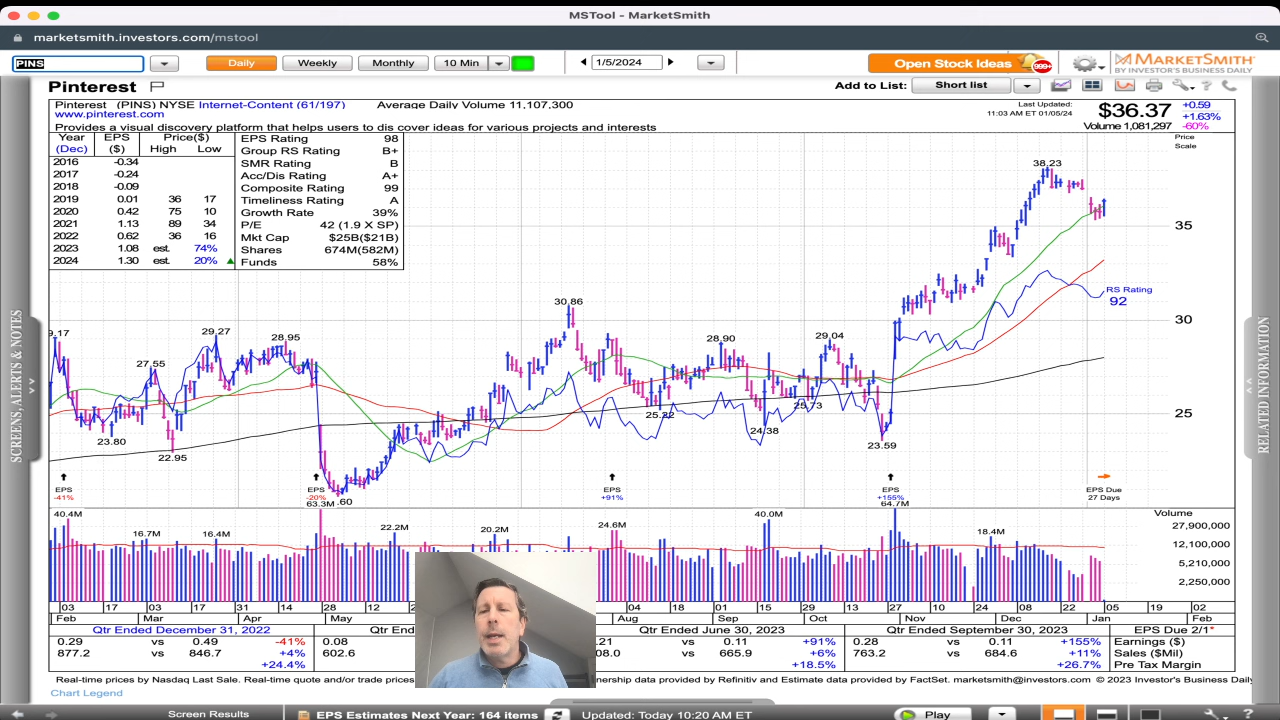 MSTool - MarketSmith
marketsmith.investors.com/mstool
PINS Daily Weekly Monthly 10 Min 1/5/2024 Open Stock Ideas 999+ MARKETSMITH
BY INVESTOR'S BUSINESS DAILY
Pinterest Add to List: Short list
Pinterest (PINS) NYSE Internet-Content (61/197) Average Daily Volume 11,107,300
www.pinterest.com
Provides a visual discovery platform that helps users to dis cover ideas for various projects and interests
Last Updated:
11:03 AM ET 01/05/24
$36.37 +0.59
+1.63%
Volume 1,081,297 -60%
Year EPS Price($)
(Dec) ($) High Low
2016 -0.34
2017 -0.24
2018 -0.09
2019 0.01 36 17
2020 0.42 75 10
2021 1.13 89 34
2022 0.62 36 16
2023 1.08 est. 74%
2024 1.30 est. 20%
EPS Rating 98
Group RS Rating B+
SMR Rating B
Acc/Dis Rating A+
Composite Rating 99
Timeliness Rating A
Growth Rate 39%
P/E 42 (1.9 X SP)
Mkt Cap $25B($21B)
Shares 674M(582M)
Funds 58%
Price
Scale
38.23
35
RS Rating
92
30.86
30
9.17 29.27 28.95 28.90 29.04
27.55
25.32 25.73
25
23.80 24.38
22.95 23.59
EPS EPS EPS EPS EPS Due
-41% -20% +91% +155% 27 Days
63.3M .60 64.7M
40.4M 40.0M Volume
16.7M 16.4M 22.2M 20.2M 24.6M 18.4M 27,900,000
12,100,000
5,210,000
2,250,000
03 17 03 17 31 14 28 12 2 04 18 01 15 29 13 27 10 24 08 22 05 19 02
Feb Mar Apr May Aug Sep Oct Nov Dec Jan Feb
Qtr Ended December 31, 2022 Qtr En Qtr Ended June 30, 2023 Qtr Ended September 30, 2023 EPS Due 2/1*
0.29 vs 0.49 -41% 0.08 .21 vs 0.11 +91% 0.28 vs 0.11 +155% Earnings ($)
877.2 vs 846.7 +4% 602.6 08.0 vs 665.9 +6% 763.2 vs 684.6 +11% Sales ($Mil)
+24.4% +18.5% +26.7% Pre Tax Margin
Real-time prices by Nasdaq Last Sale. Real-time quote and/or trade prices nership data provided by Refinitiv and Estimate data provided by FactSet. marketsmith@investors.com © 2023 Investor's Business Daily
Chart Legend
SCREENS, ALERTS & NOTES
RELATED INFORMATION
Screen Results EPS Estimates Next Year: 164 items Updated: Today 10:20 AM ET Play